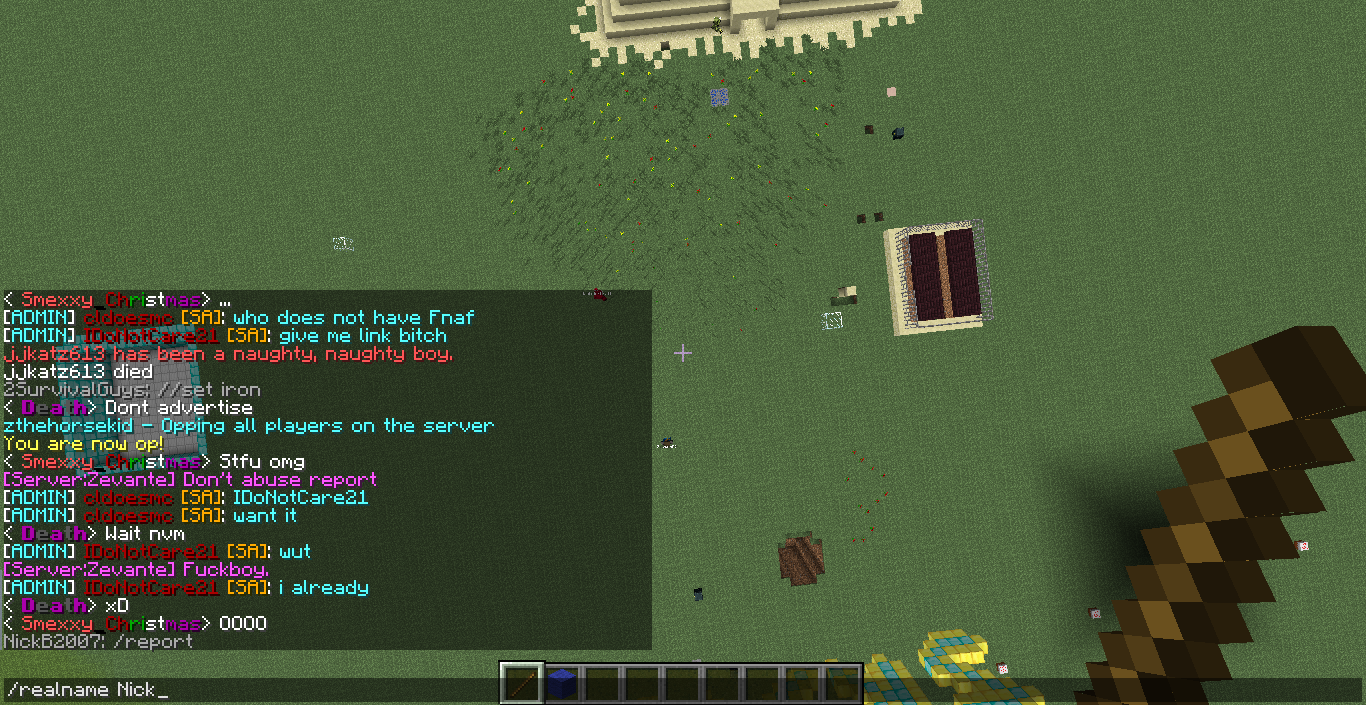 < Smexxy_Christmas> ...
[ADMIN] cldoesmc [SA]: who does not have Fnaf
[ADMIN] IDoNotCare21 [SA]: give me link bitch
jjkatz613 has been a naughty, naughty boy.
jjkatz613 died
2SurvivalGuys: //set iron
< Death> Dont advertise
zthehorsekid - Opping all players on the server
You are now op!
< Smexxy_Christmas> Stfu omg
[Server:Zevante] Don't abuse report
[ADMIN] cldoesmc [SA]: IDoNotCare21
[ADMIN] cldoesmc [SA]: want it
< Death> Wait nvm
[ADMIN] IDoNotCare21 [SA]: wut
[Server:Zevante] Fuckboy.
[ADMIN] IDoNotCare21 [SA]: i already
< Death> xD
< Smexxy_Christmas> OOOO
NickB2007: /report
/realname Nick_